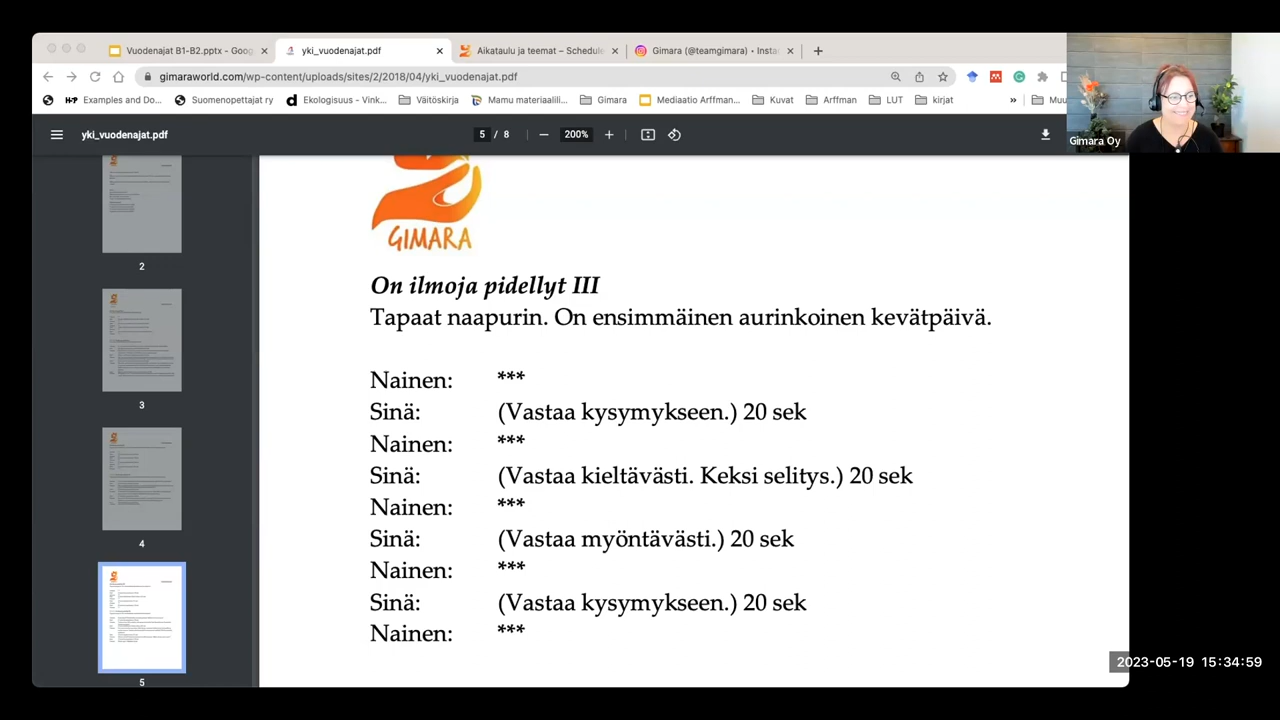 Vuodenajat B1-B2.pptx - Goog
yki_vuodenajat.pdf
Aikataulu ja teemat – Schedule
Gimara (@teamgimara) • Insta
gimaraworld.com/wp-content/uploads/sites/2/2018/04/yki_vuodenajat.pdf
Examples and Do...
Suomenopettajat ry
Ekologisuus - Vink...
Väitöskirja
Mamu materiaalili...
Gimara
Mediaatio Arffman...
Kuvat
Arffman
LUT
kirjat
»
Muu
Gimara Oy
yki_vuodenajat.pdf
5 / 8
200%
2
3
4
5
GIMARA
On ilmoja pidellyt III
Tapaat naapurin. On ensimmäinen aurinkoinen kevätpäivä.
Nainen: ***
Sinä: (Vastaa kysymykseen.) 20 sek
Nainen: ***
Sinä: (Vastaa kieltävästi. Keksi selitys.) 20 sek
Nainen: ***
Sinä: (Vastaa myöntävästi.) 20 sek
Nainen: ***
Sinä: (Vastaa kysymykseen.) 20 sek
Nainen: ***
2023-05-19 15:34:59